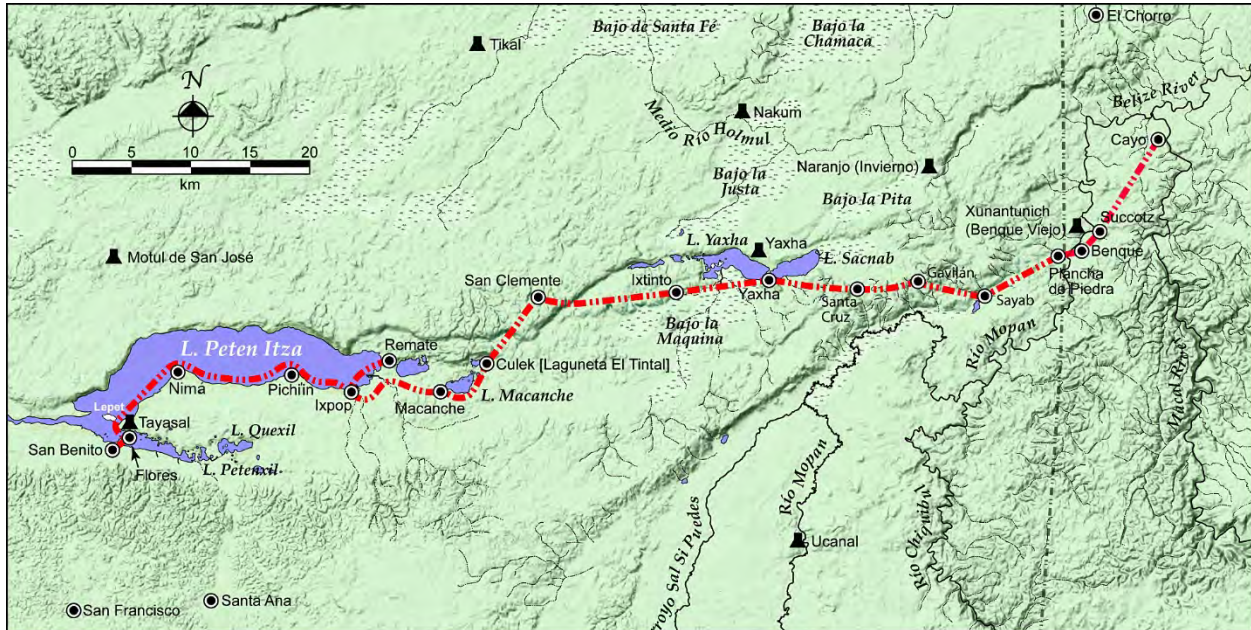 El Chorro
Bajo de Santa Fé
Bajo la
Chamaca
Tikal
N
Belize River
Medio Río Holmul
Nakum
Cayo
0 5 10 15 20
km
Bajo la
Justa
Naranjo (Invierno)
Bajo la Pita
Xunantunich
(Benque Viejo)
Succotz
Motul de San José
L. Yaxha
Yaxha
L. Sacnab
Benque
Plancha
de Piedra
San Clemente
Ixtinto
Yaxha
Santa
Cruz
Gavilán
Sayab
Bajo la
Maquina
Río Mopan
Macal River
L. Peten Itza
Remate
Culek [Laguneta El Tintal]
Nima
Pichiin
Ixpop
Macanche
L. Macanche
Lepet
Tayasal
San Benito
Flores
L. Quexil
L. Petenxil
Río Mopan
Arroyo Sal Si Puedes
Río Chiquibul
Ucanal
San Francisco
Santa Ana